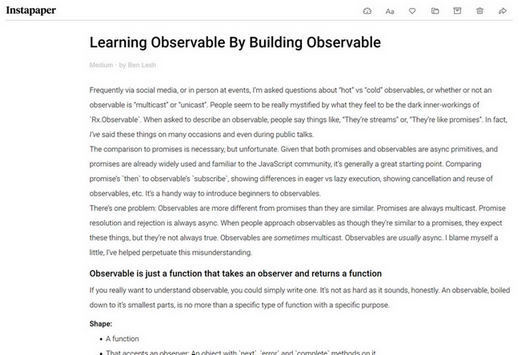 Instapaper
Aa
Learning Observable By Building Observable
Medium · by Ben Lesh
Frequently via social media, or in person at events, I'm asked questions about "hot" vs "cold" observables, or whether or not an
observable is "multicast" or "unicast". People seem to be really mystified by what they feel to be the dark inner-workings of
`Rx.Observable`. When asked to describe an observable, people say things like, "They're streams" or, "They're like promises". In fact,
I've said these things on many occasions and even during public talks.
The comparison to promises is necessary, but unfortunate. Given that both promises and observables are async primitives, and
promises are already widely used and familiar to the JavaScript community, it's generally a great starting point. Comparing
promise's `then` to observable's `subscribe`, showing differences in eager vs lazy execution, showing cancellation and reuse of
observables, etc. It's a handy way to introduce beginners to observables.
There's one problem: Observables are more different from promises than they are similar. Promises are always multicast. Promise
resolution and rejection is always async. When people approach observables as though they're similar to a promises, they expect
these things, but they're not always true. Observables are sometimes multicast. Observables are usually async. I blame myself a
little, I've helped perpetuate this misunderstanding.
Observable is just a function that takes an observer and returns a function
If you really want to understand observable, you could simply write one. It's not as hard as it sounds, honestly. An observable, boiled
down to it's smallest parts, is no more than a specific type of function with a specific purpose.
Shape:
• A function
• That accepts an observer: An object with `next`, `error` and `complete` methods on it.